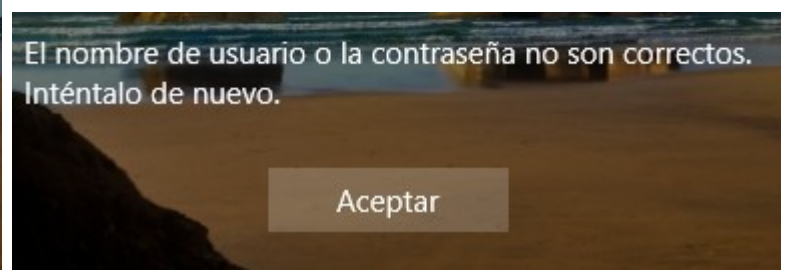 El nombre de usuario o la contraseña no son correctos.
Inténtalo de nuevo.
Aceptar